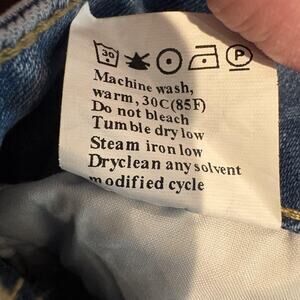 30 P
Machine wash,
warm, 30C(85F)
Do not bleach
Tumble dry low
Steam iron low
Dryclean any solvent
modified cycle